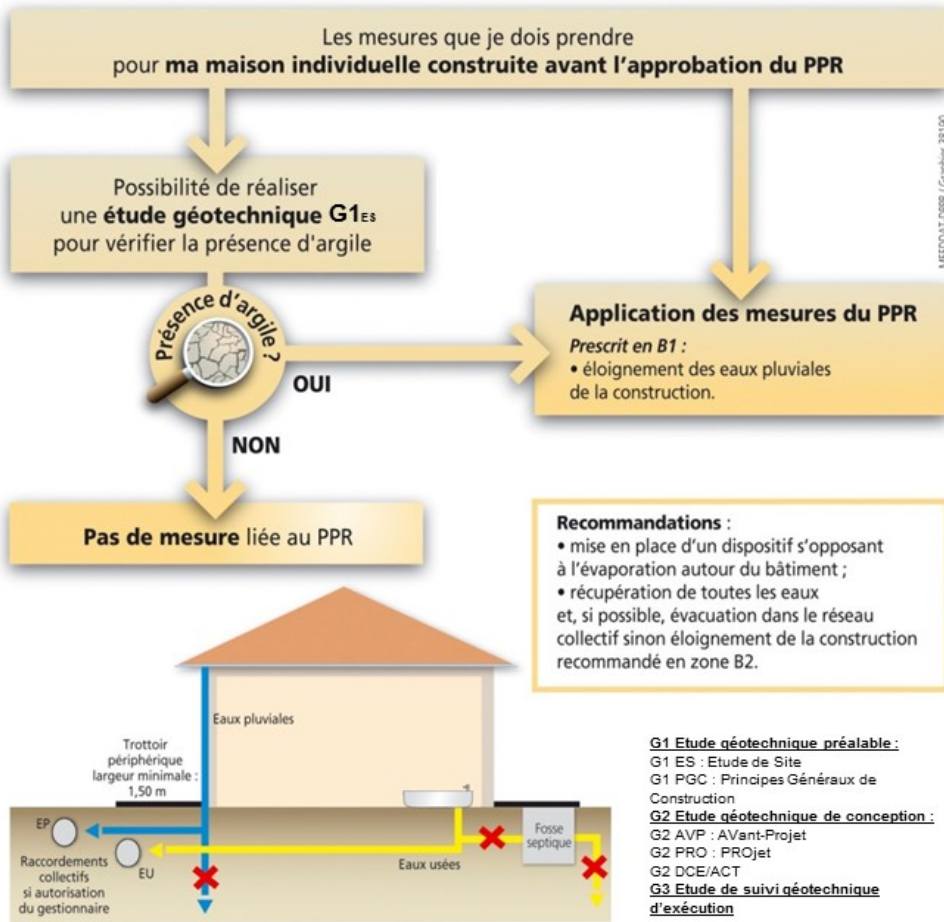 Les mesures que je dois prendre
pour ma maison individuelle construite avant l'approbation du PPR
Possibilité de réaliser
une étude géotechnique G1ES
pour vérifier la présence d'argile
Présence d'argile ?
OUI
NON
Application des mesures du PPR
Prescrit en B1 :
• éloignement des eaux pluviales
de la construction.
Pas de mesure liée au PPR
Recommandations :
• mise en place d'un dispositif s'opposant
à l'évaporation autour du bâtiment ;
• récupération de toutes les eaux
et, si possible, évacuation dans le réseau
collectif sinon éloignement de la construction
recommandé en zone B2.
Eaux pluviales
Trottoir
périphérique
largeur minimale :
1,50 m
EP
EU
Raccordements
collectifs
si autorisation
du gestionnaire
Eaux usées
Fosse
septique
G1 Etude géotechnique préalable :
G1 ES : Etude de Site
G1 PGC : Principes Généraux de
Construction
G2 Etude géotechnique de conception :
G2 AVP : AVant-Projet
G2 PRO : PROjet
G2 DCE/ACT
G3 Etude de suivi géotechnique
d'exécution